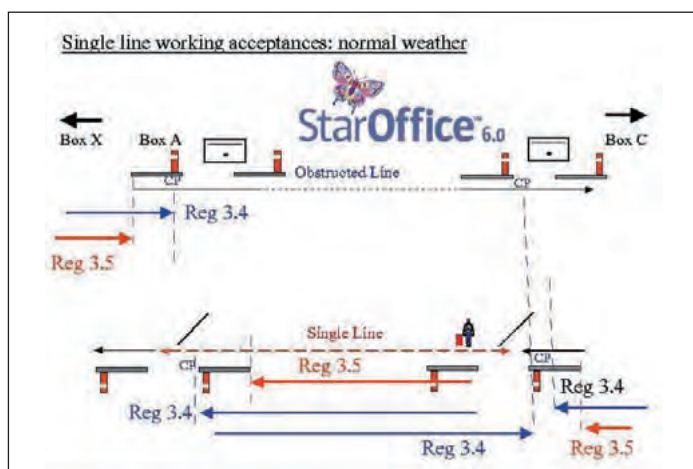 Single line working acceptances: normal weather
StarOffice™ 6.0
Box X
Box A
Box C
Obstructed Line
CP
CP
Reg 3.4
Reg 3.5
Single Line
CP
Reg 3.5
CP
Reg 3.4
Reg 3.4
Reg 3.4
Reg 3.5